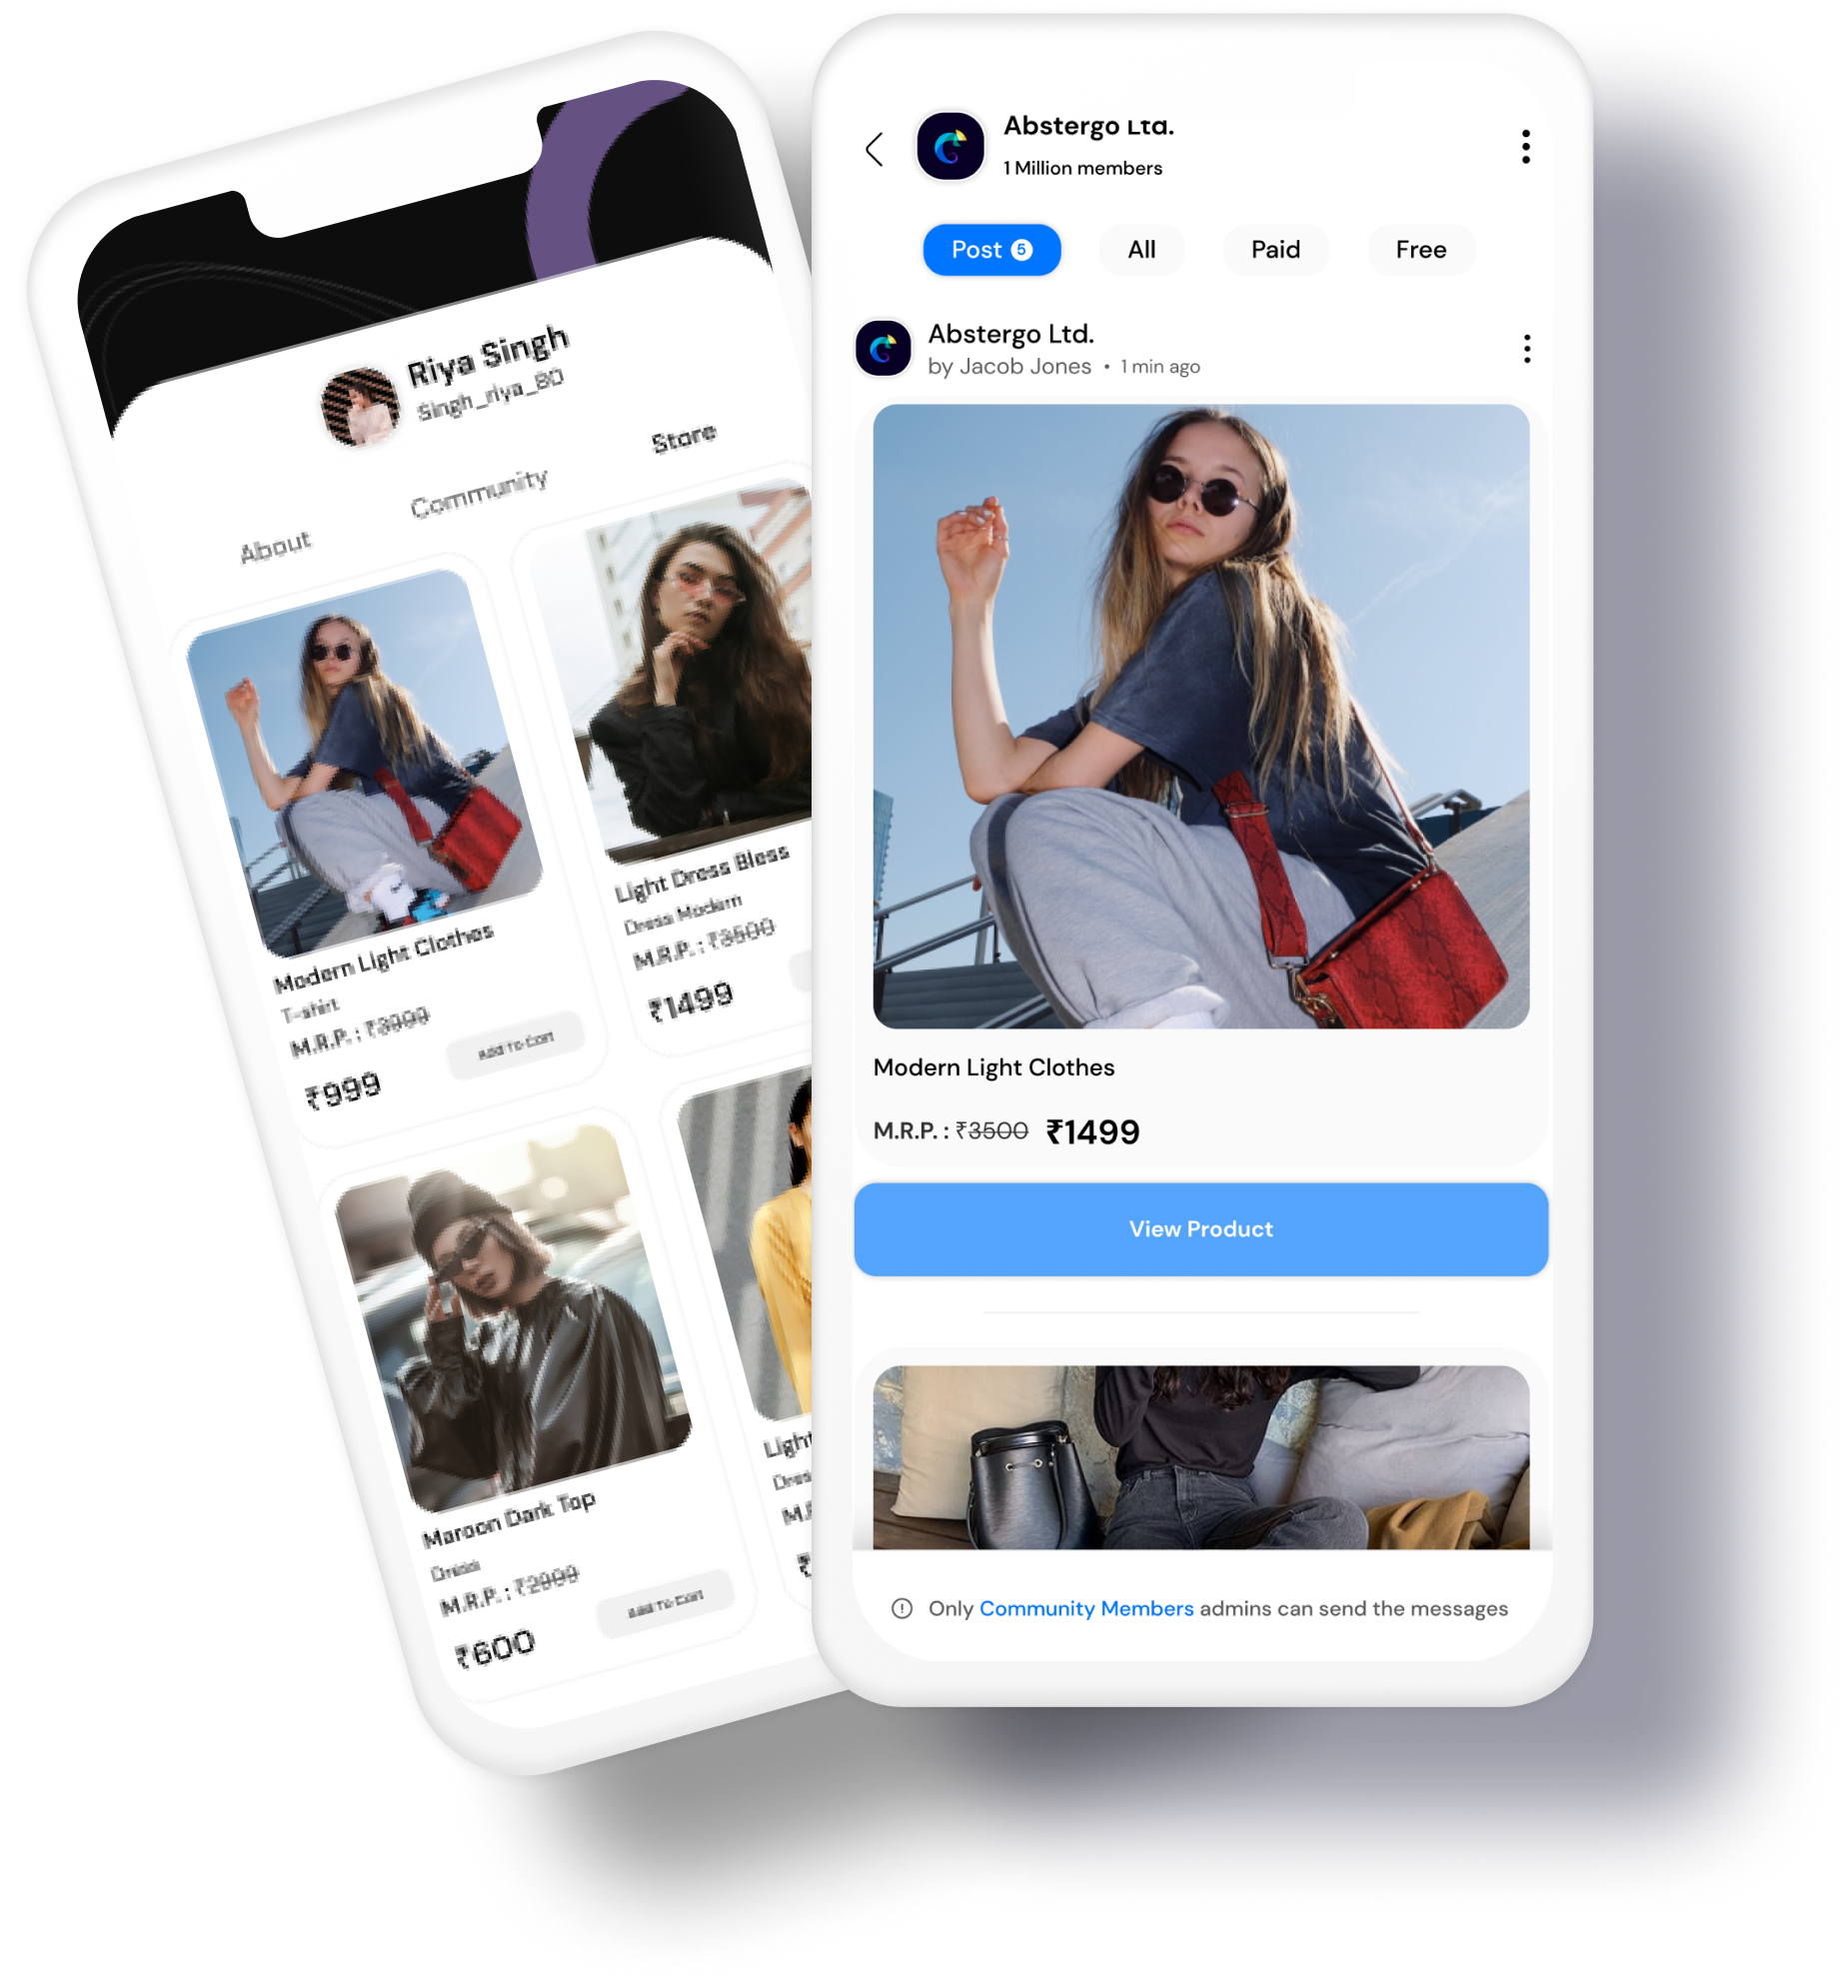 Riya Singh
Singh_riya_80
About
Community
Store
Modern Light Clothes
T-shirt
M.R.P. : ₹3999
₹999
Add To Cart
Light Dress Bless
Dress Modern
M.R.P. : ₹3500
₹1499
Maroon Dark Top
Dress
M.R.P. : ₹2999
₹600
Add To Cart
Light
Abstergo Ltd.
1 Million members
Post 5
All
Paid
Free
Abstergo Ltd.
by Jacob Jones • 1 min ago
Modern Light Clothes
M.R.P. : ₹3500 ₹1499
View Product
Only Community Members admins can send the messages